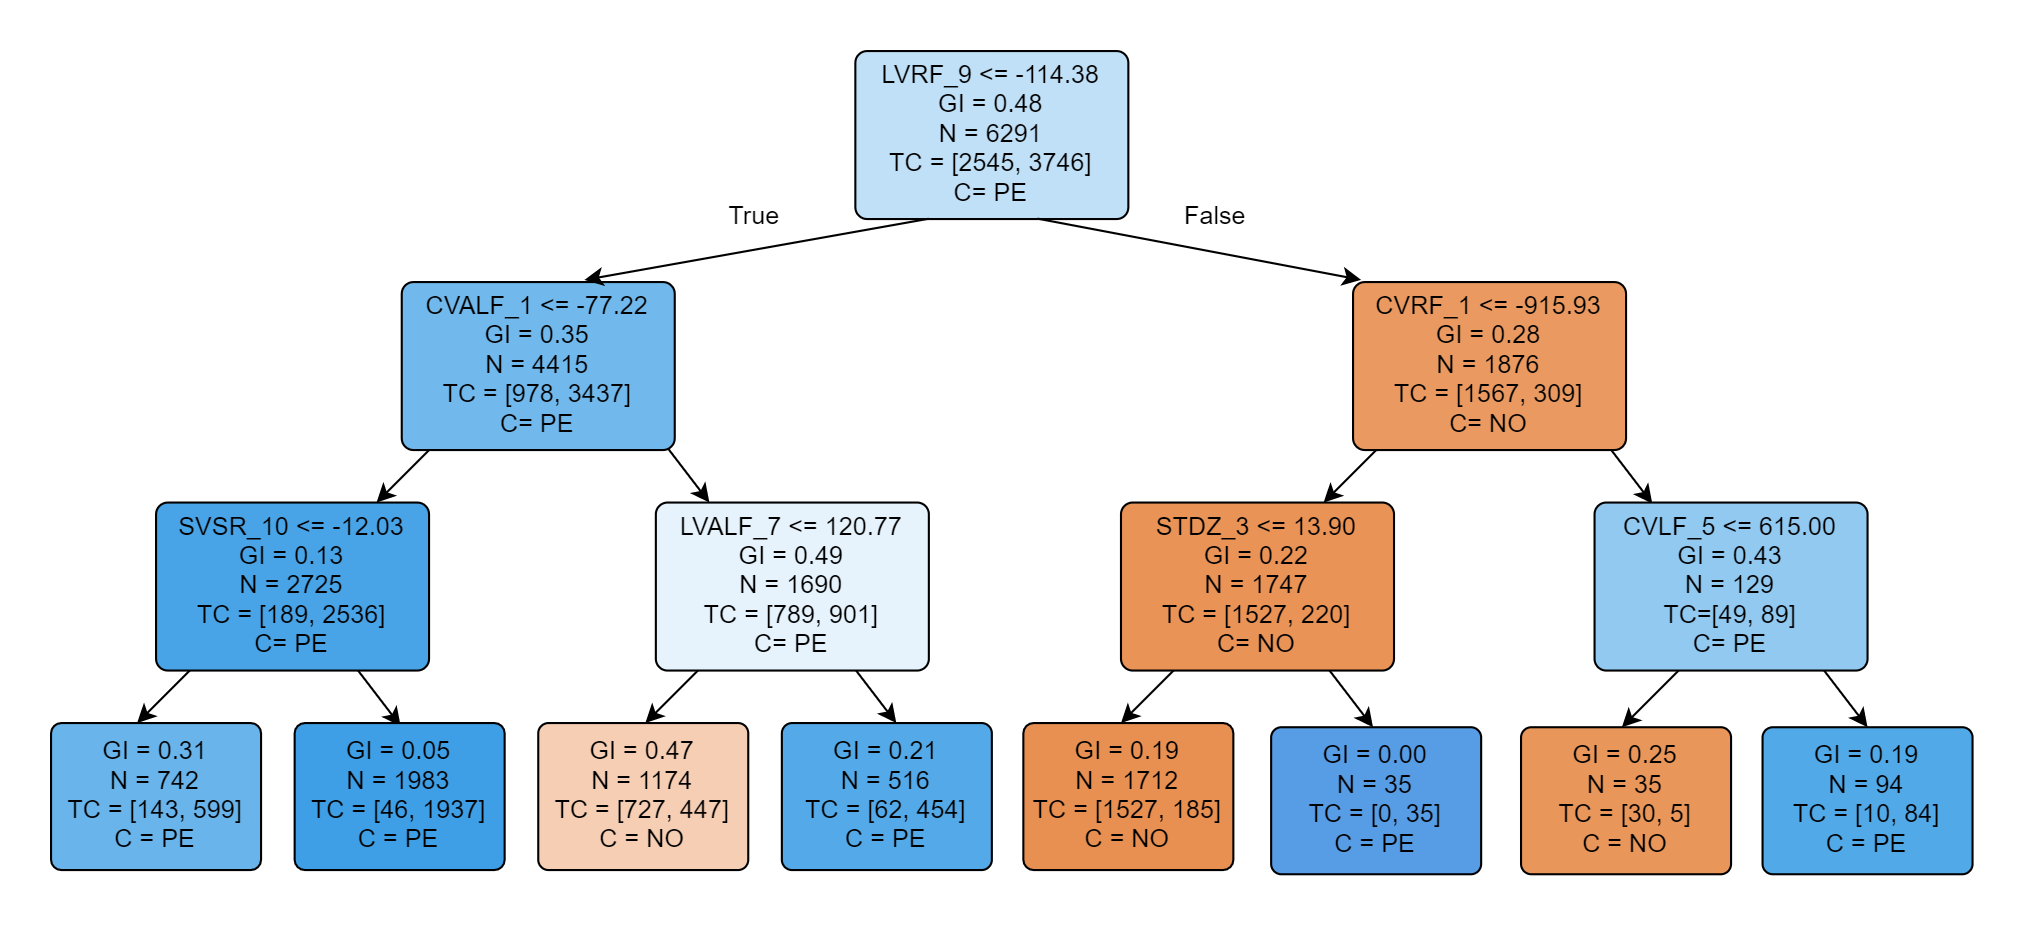 LVRF_9 <= -114.38
GI = 0.48
N = 6291
TC = [2545, 3746]
C= PE
True
False
CVALF_1 <= -77.22
GI = 0.35
N = 4415
TC = [978, 3437]
C= PE
CVRF_1 <= -915.93
GI = 0.28
N = 1876
TC = [1567, 309]
C= NO
SVSR_10 <= -12.03
GI = 0.13
N = 2725
TC = [189, 2536]
C= PE
LVALF_7 <= 120.77
GI = 0.49
N = 1690
TC = [789, 901]
C= PE
STDZ_3 <= 13.90
GI = 0.22
N = 1747
TC = [1527, 220]
C= NO
CVLF_5 <= 615.00
GI = 0.43
N = 129
TC=[49, 89]
C= PE
GI = 0.31
N = 742
TC = [143, 599]
C = PE
GI = 0.05
N = 1983
TC = [46, 1937]
C = PE
GI = 0.47
N = 1174
TC = [727, 447]
C = NO
GI = 0.21
N = 516
TC = [62, 454]
C = PE
GI = 0.19
N = 1712
TC = [1527, 185]
C = NO
GI = 0.00
N = 35
TC = [0, 35]
C = PE
GI = 0.25
N = 35
TC = [30, 5]
C = NO
GI = 0.19
N = 94
TC = [10, 84]
C = PE